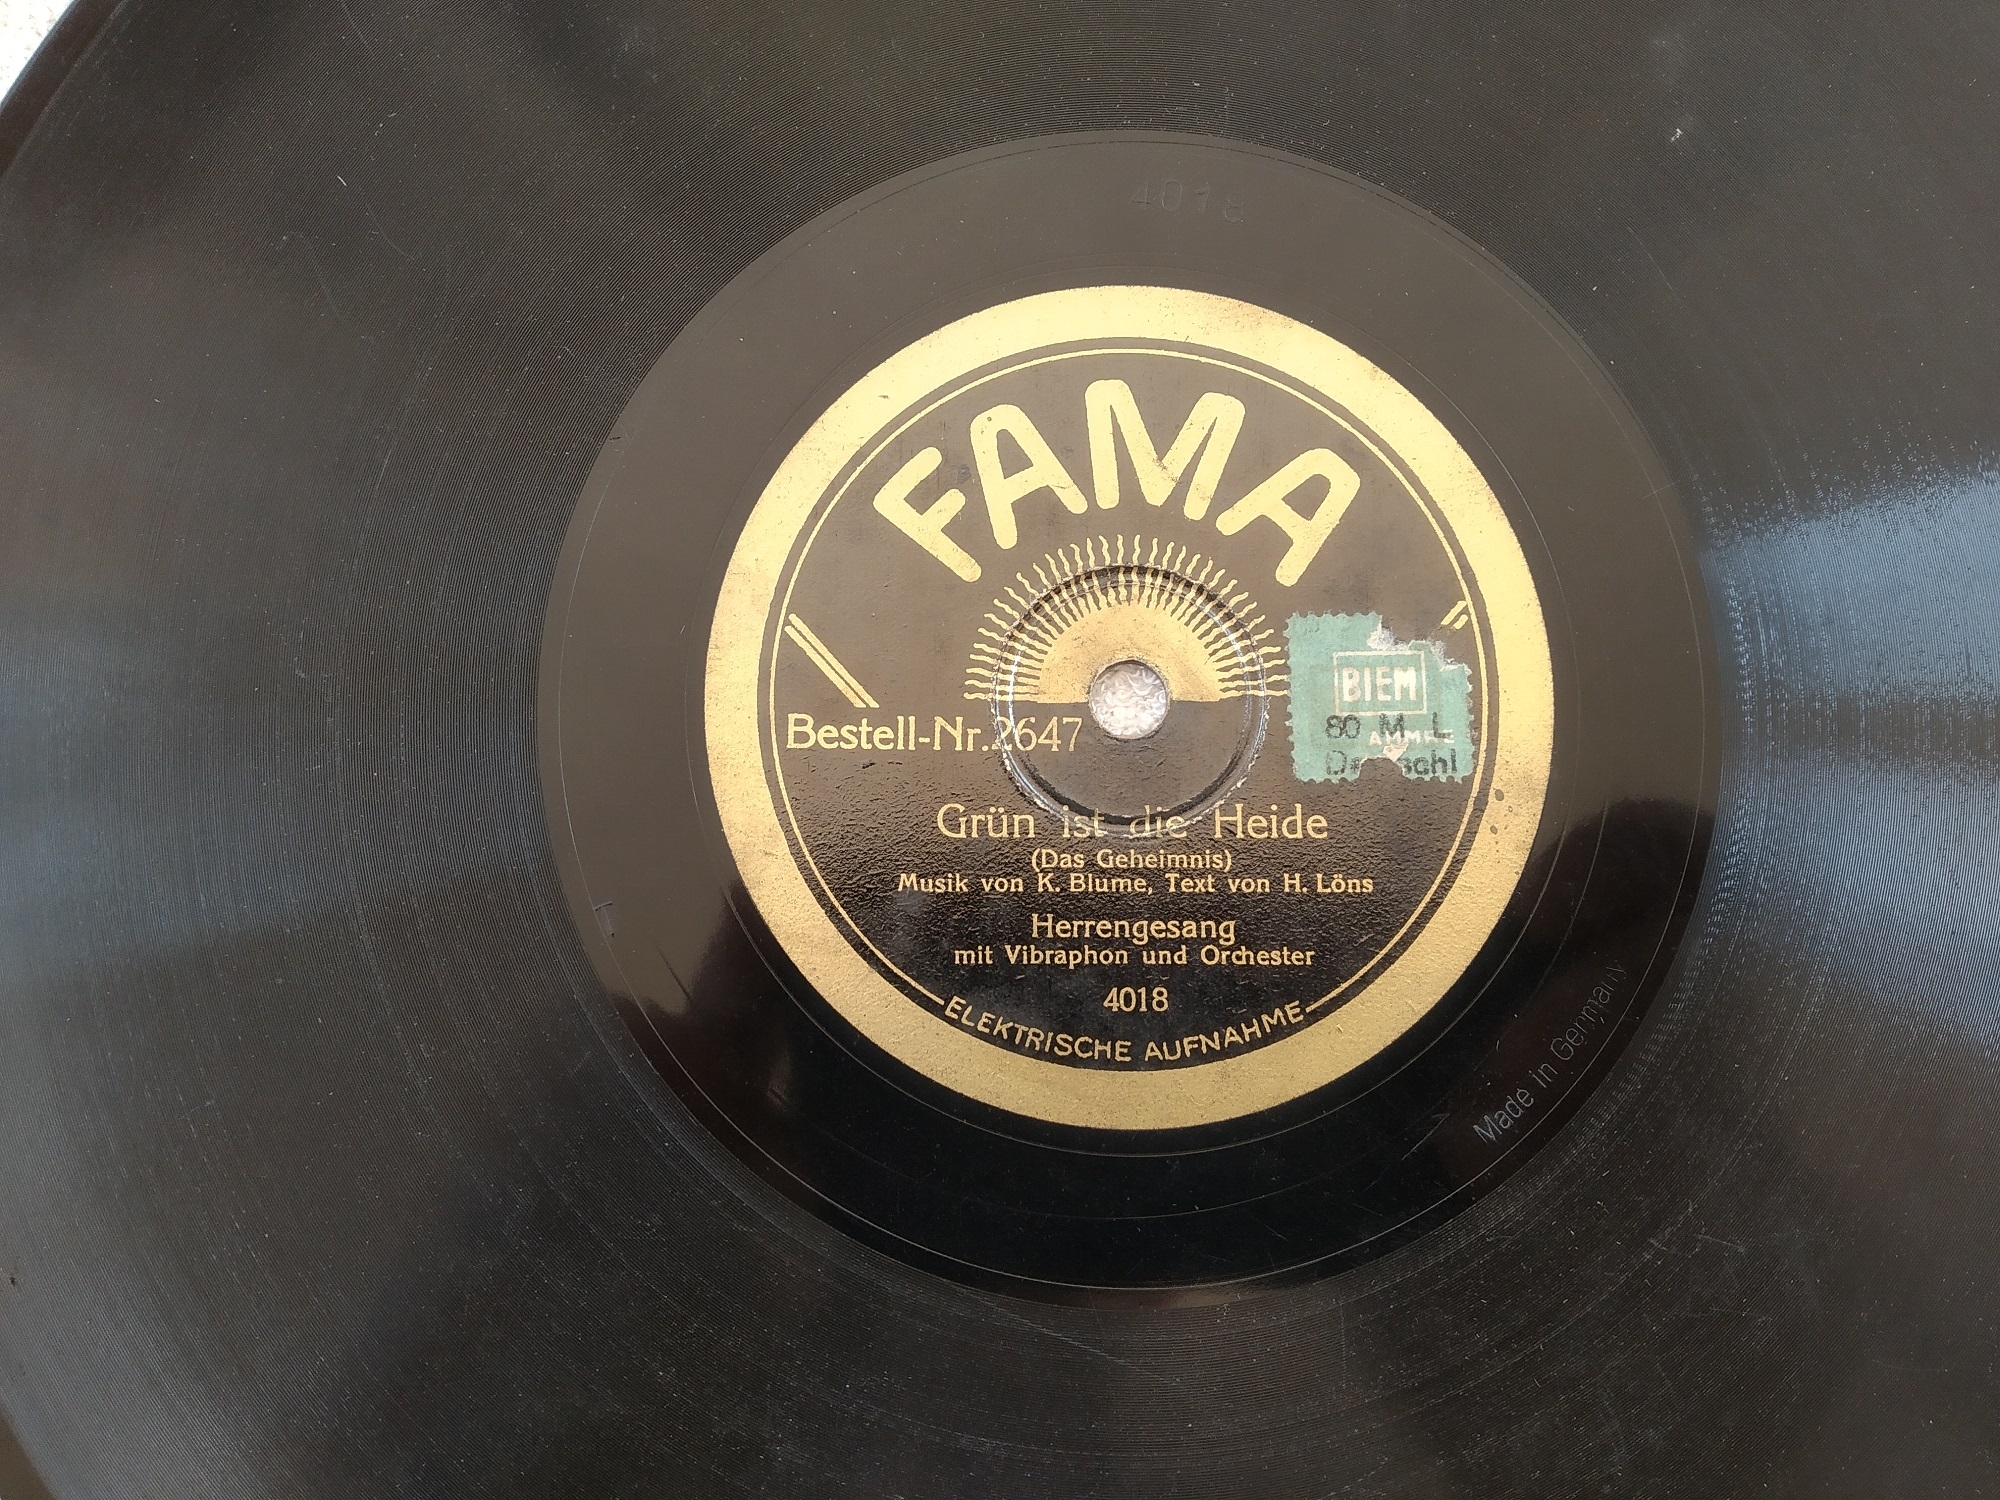 4018
FAMA
BIEM
Bestell-Nr. 2647
80 M L
Grün ist die Heide
(Das Geheimnis)
Musik von K. Blume, Text von H. Löns
Herrengesang
mit Vibraphon und Orchester
4018
ELEKTRISCHE AUFNAHME
Made in Germany